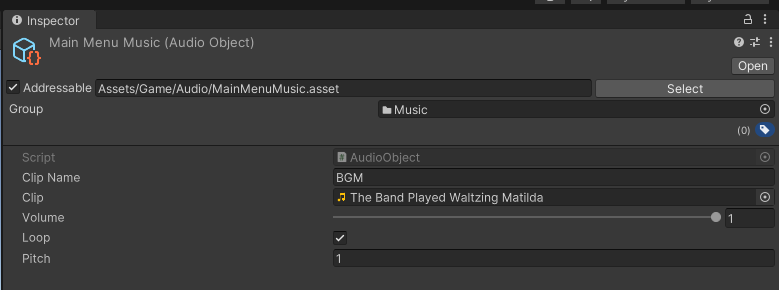 Inspector
Main Menu Music (Audio Object)
Open
Addressable Assets/Game/Audio/MainMenuMusic.asset Select
Group Music
(0)
Script AudioObject
Clip Name BGM
Clip The Band Played Waltzing Matilda
Volume 1
Loop
Pitch 1